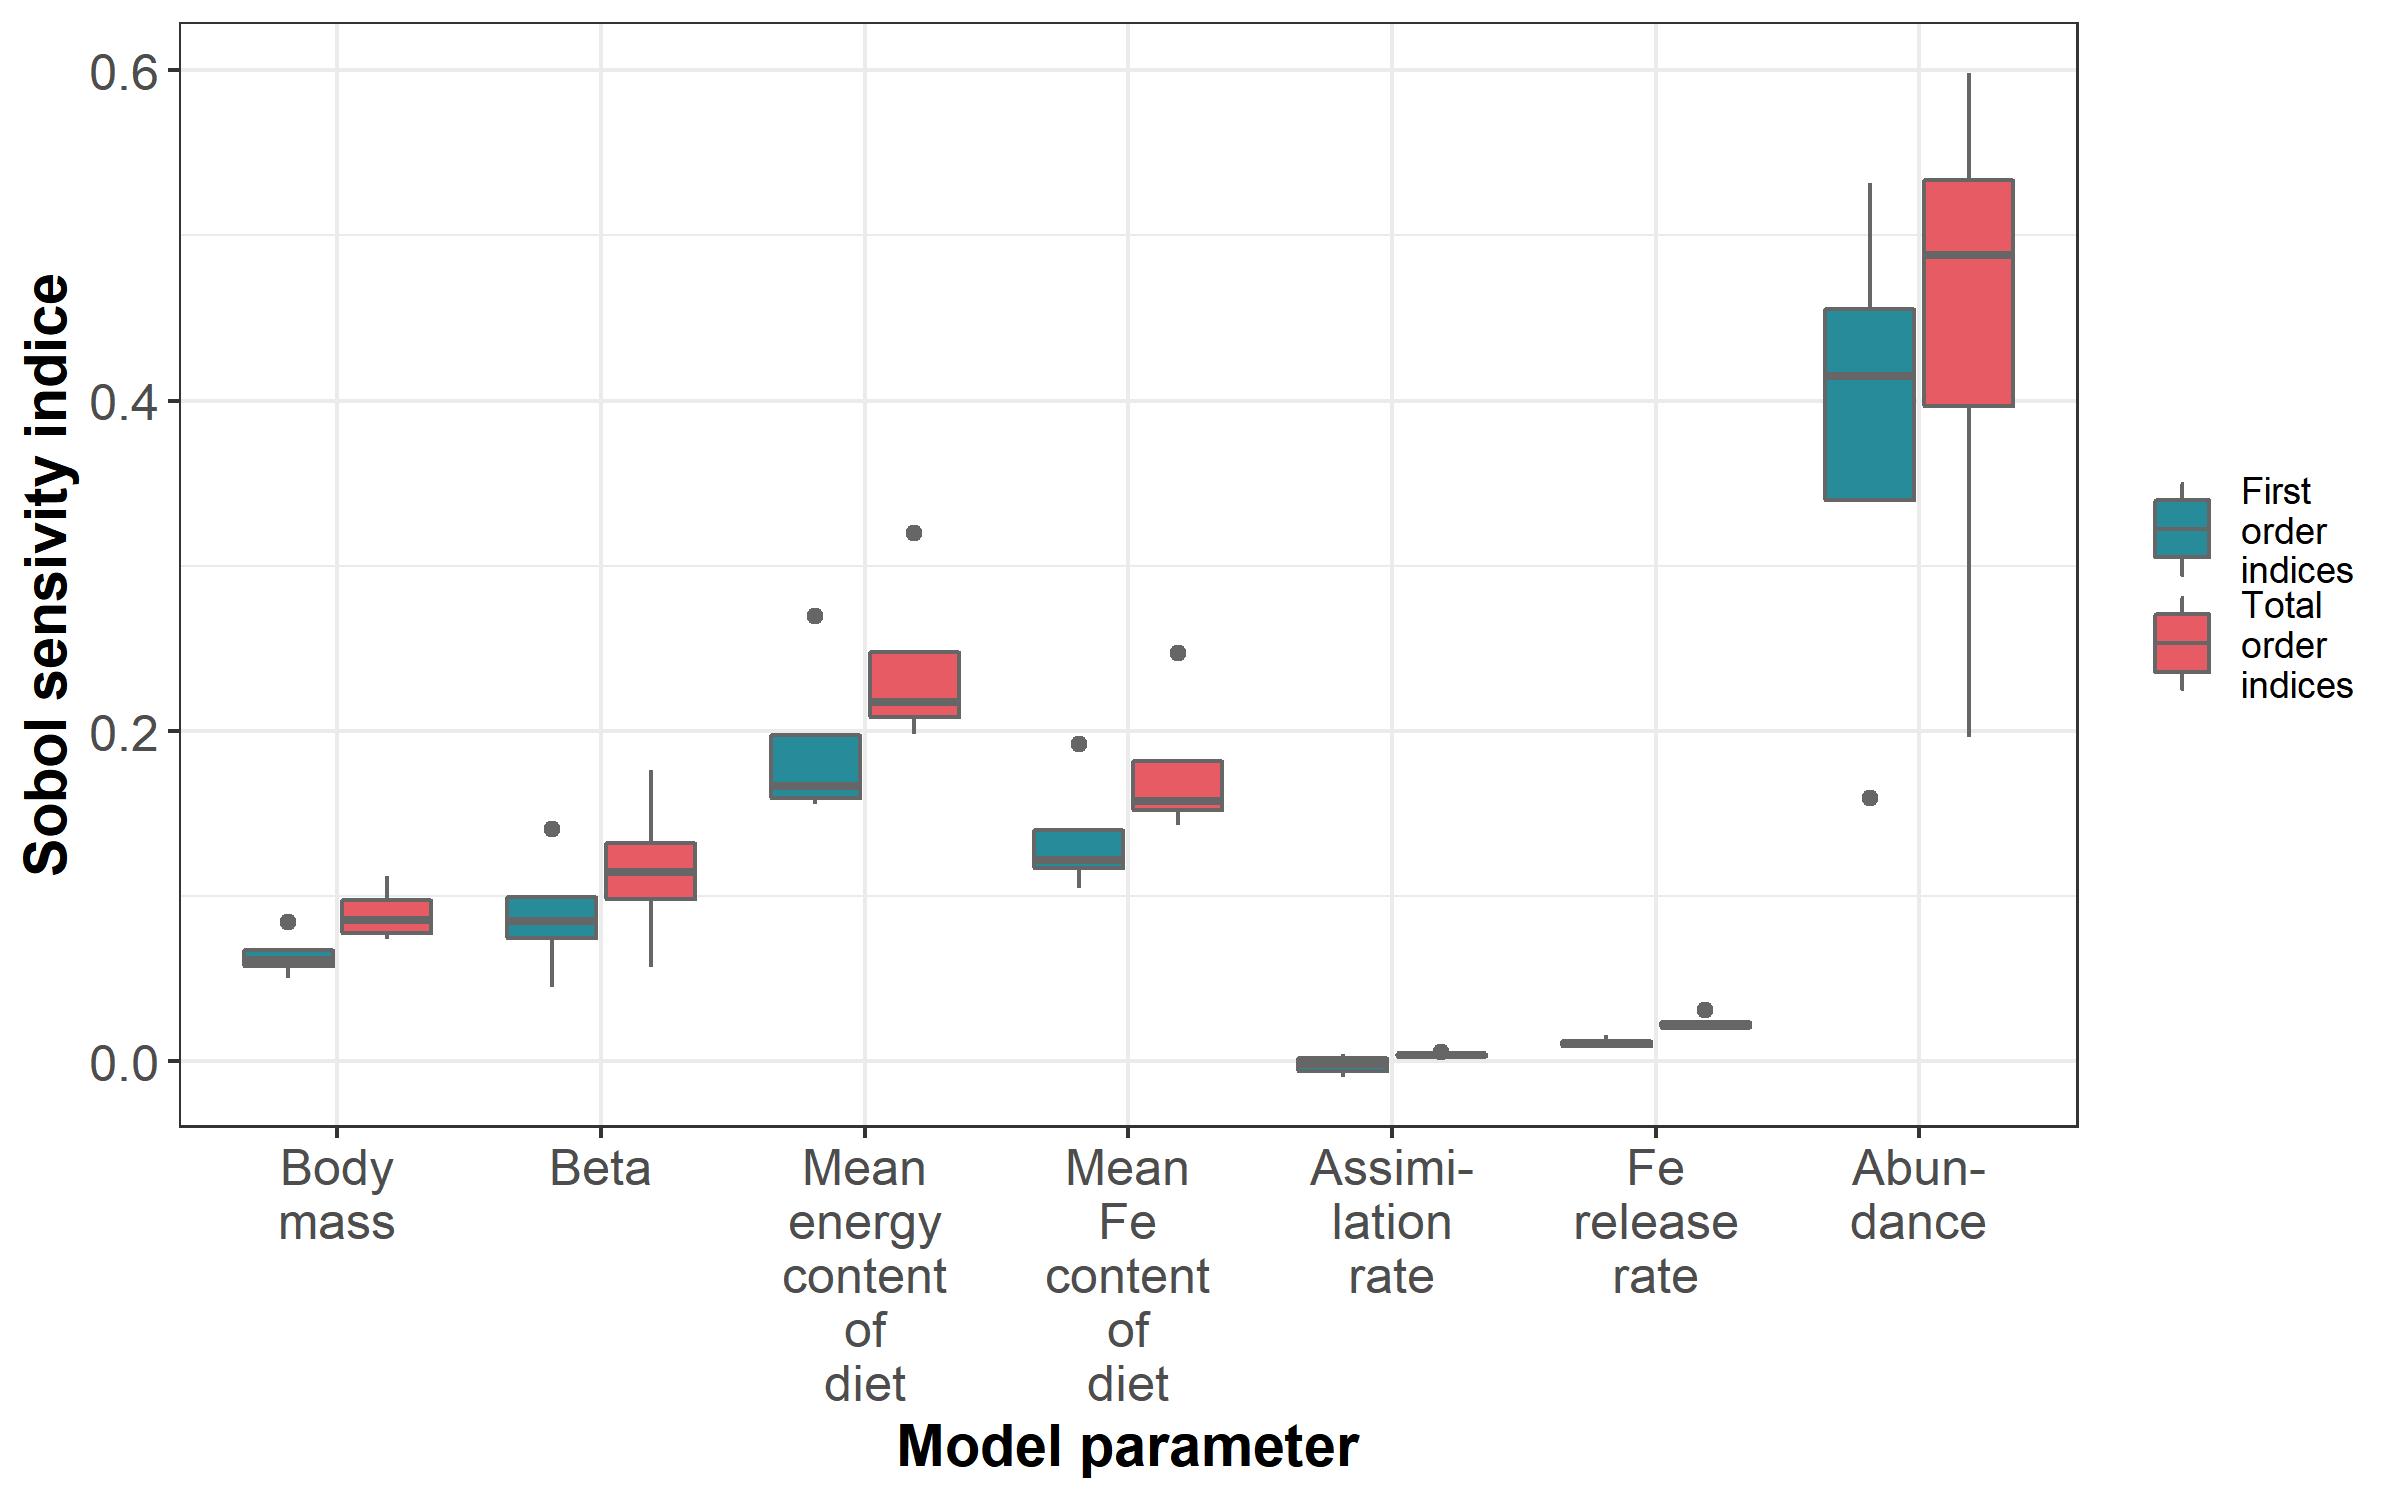 Sobol sensivity indice
0.6
0.4
0.2
0.0
Body
mass
Beta
Mean
energy
content
of
diet
Mean
Fe
content
of
diet
Assimi-
lation
rate
Fe
release
rate
Abun-
dance
Model parameter
First
order
indices
Total
order
indices